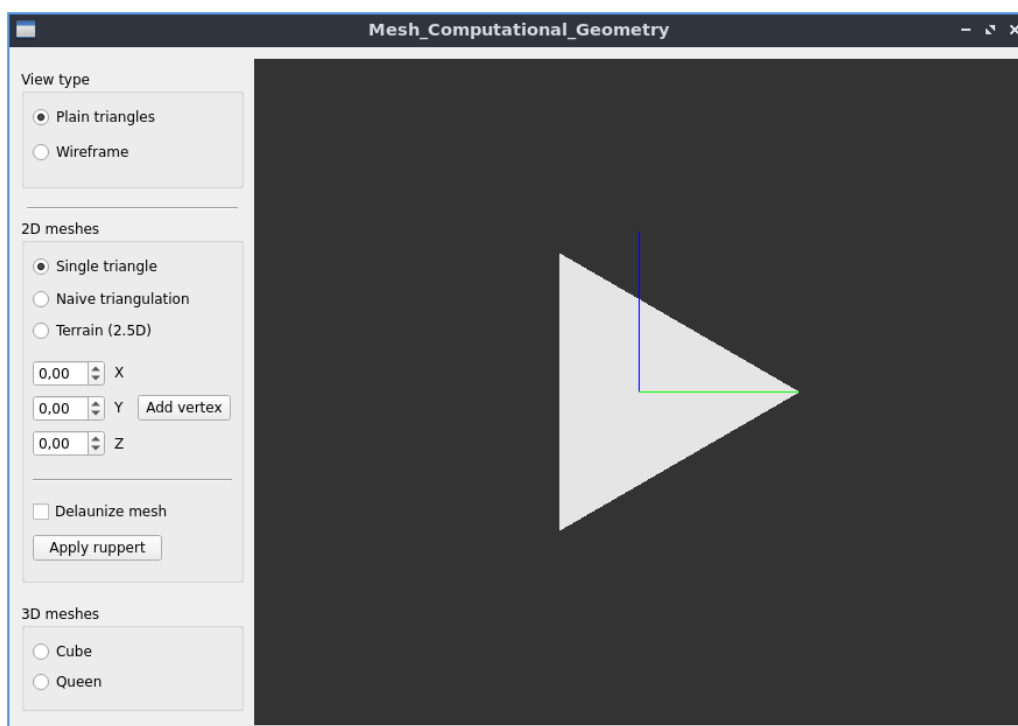 Mesh_Computational_Geometry
View type
Plain triangles
Wireframe
2D meshes
Single triangle
Naive triangulation
Terrain (2.5D)
0,00 X
0,00 Y Add vertex
0,00 Z
Delaunize mesh
Apply ruppert
3D meshes
Cube
Queen